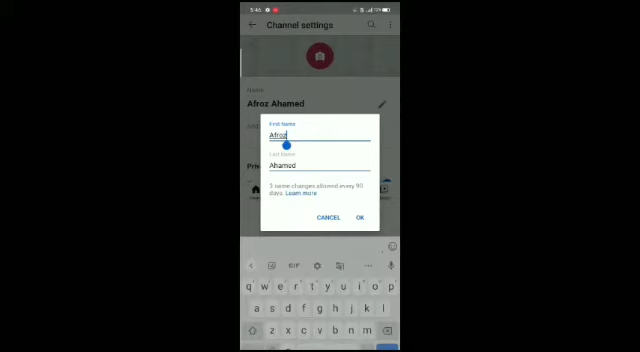 5:46
Channel settings
Name
Afroz Ahamed
First Name
Afroz
Last Name
Ahamed
3 name changes allowed every 90
days. Learn more
CANCEL OK
GIF
q w e r t y u i o p
a s d f g h j k l
z x c v b n m